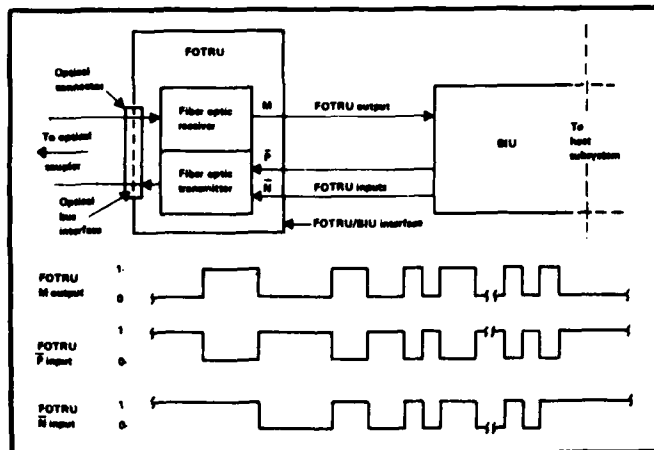 FOTRU
Optical
connector
Fiber optic
receiver
M
FOTRU output
To optical
coupler
P̄
BIU
To
host
subsystem
Fiber optic
transmitter
N̄
FOTRU inputs
Optical
bus
interface
FOTRU/BIU interface
FOTRU
M output
1
0
FOTRU
P̄ input
1
0
FOTRU
N̄ input
1
0